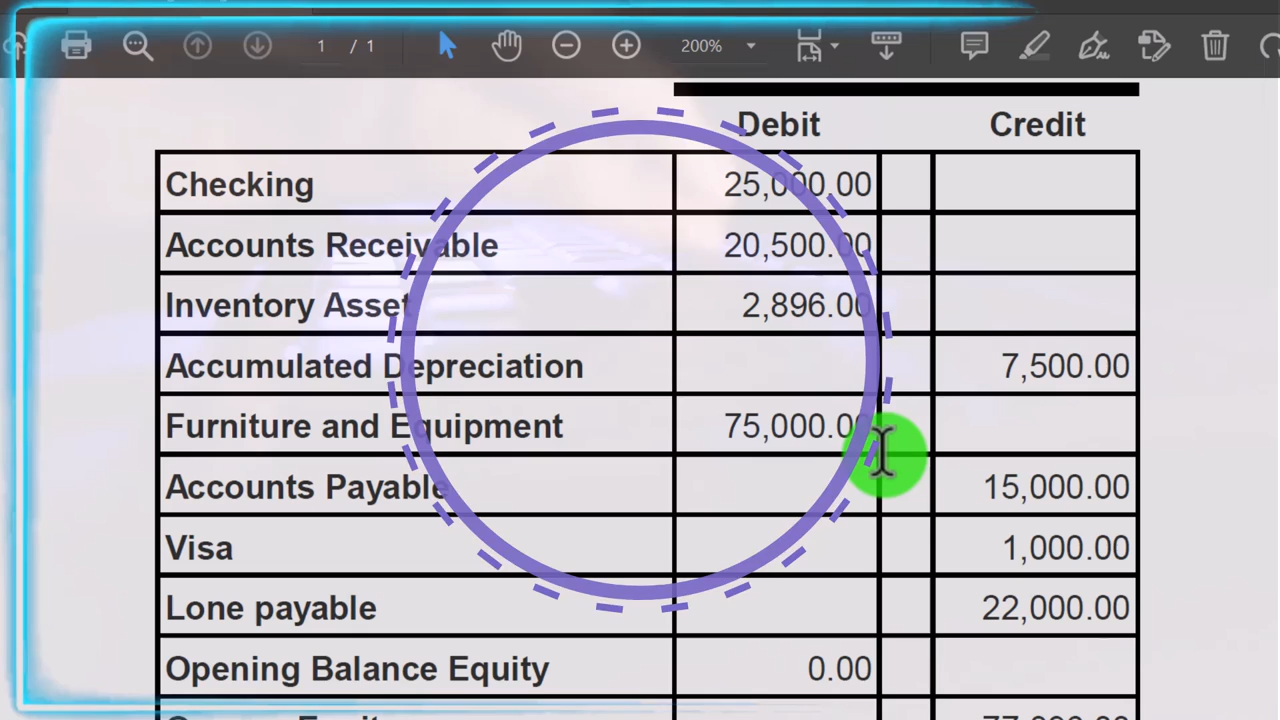 1 / 1 200%
Debit Credit
Checking 25,000.00
Accounts Receivable 20,500.00
Inventory Asset 2,896.00
Accumulated Depreciation 7,500.00
Furniture and Equipment 75,000.00
Accounts Payable 15,000.00
Visa 1,000.00
Lone payable 22,000.00
Opening Balance Equity 0.00